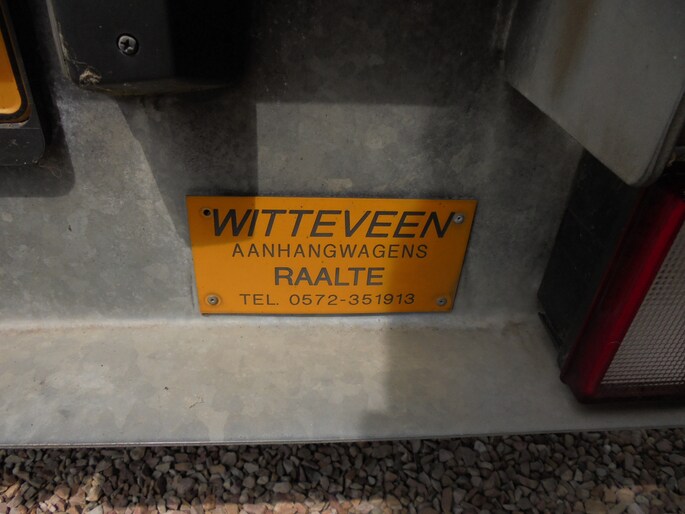 WITTEVEEN
AANHANGWAGENS
RAALTE
TEL. 0572-351913